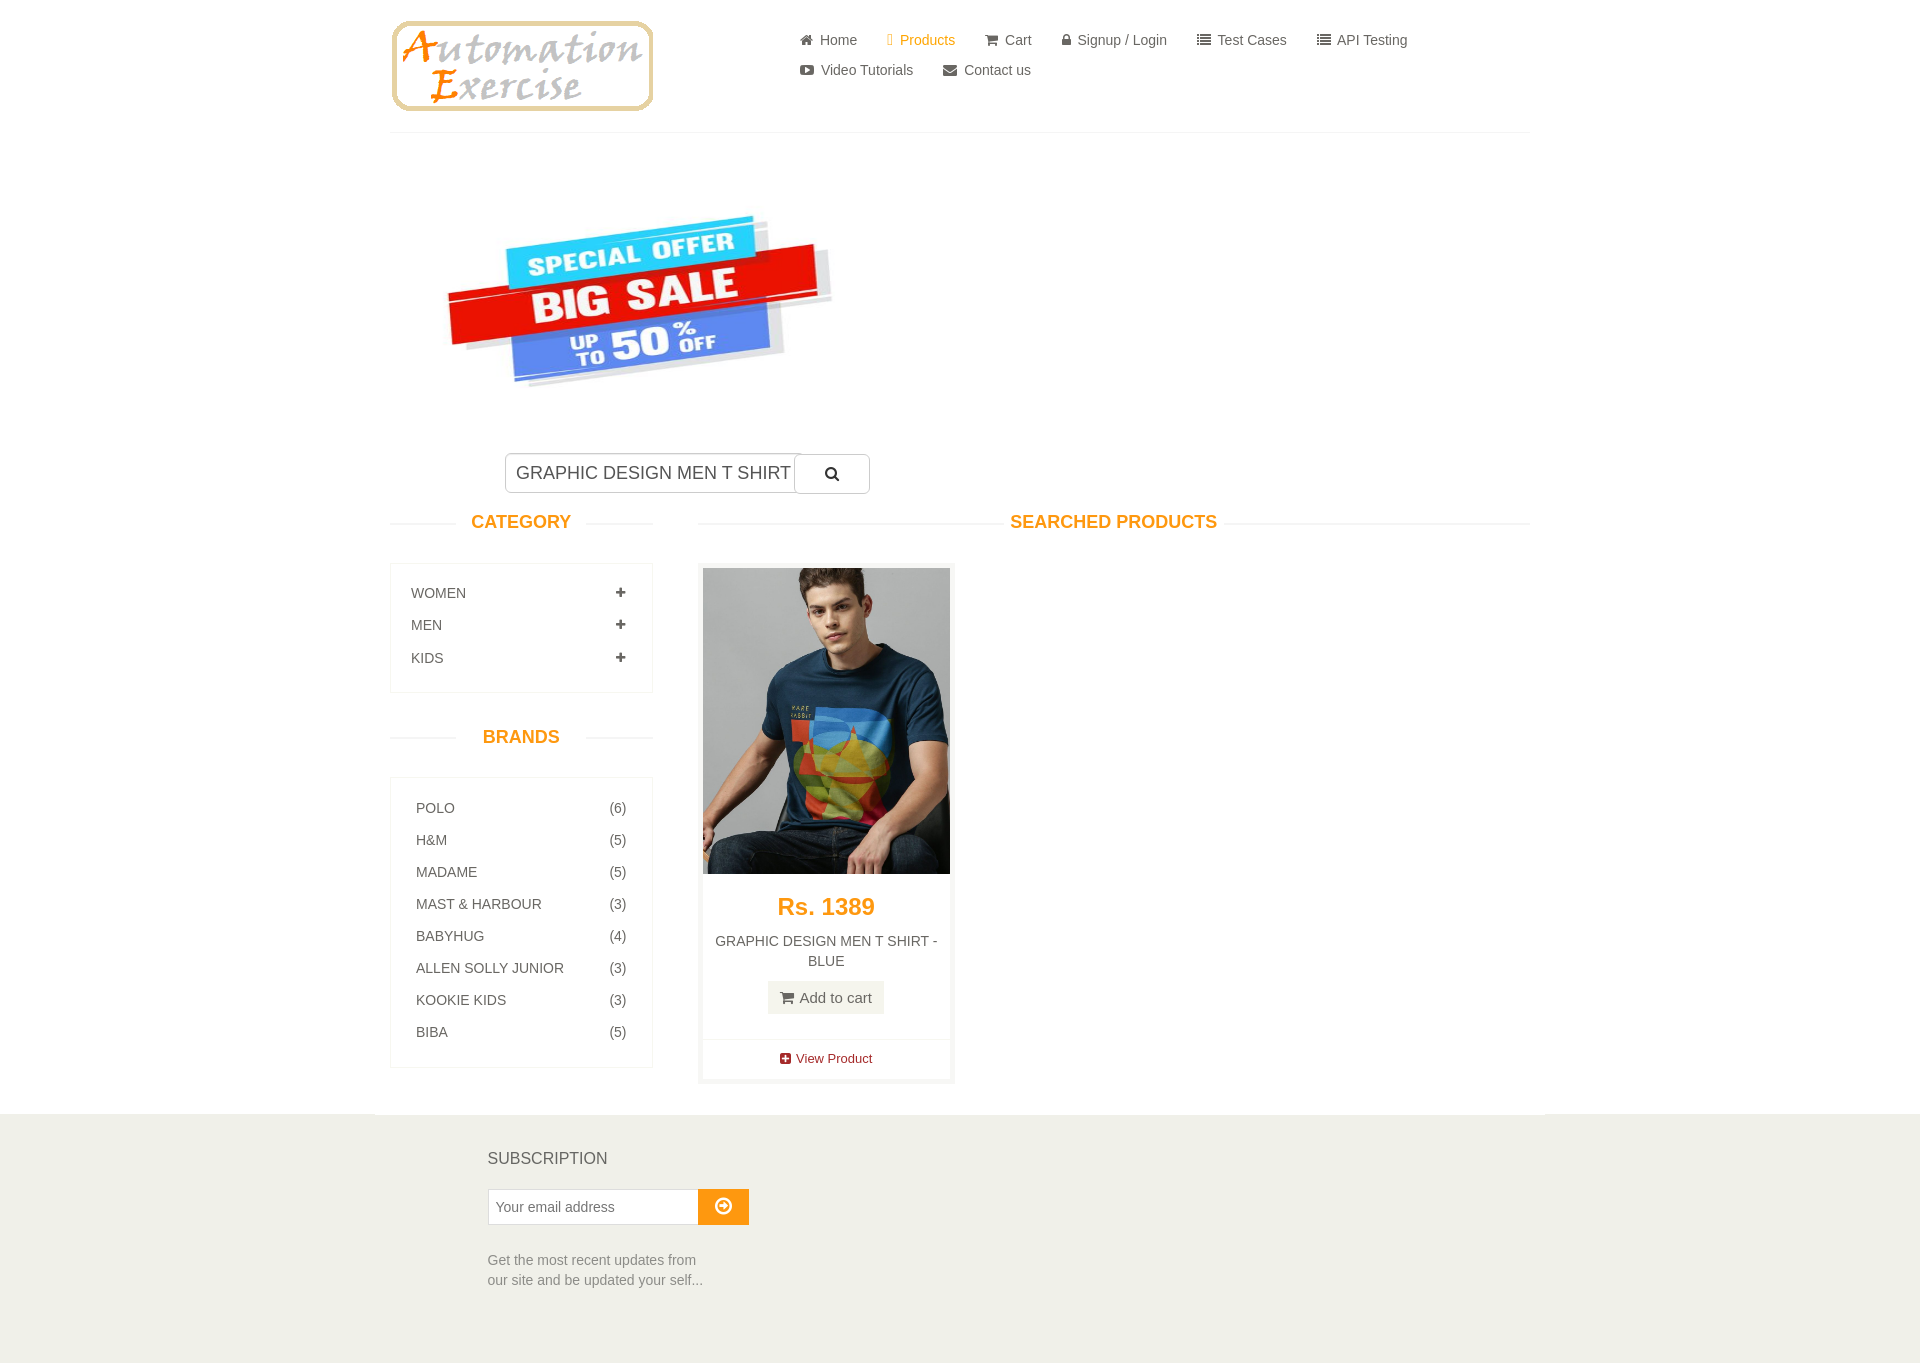 Automation
Exercise
Home
Products
Cart
Signup / Login
Test Cases
API Testing
Video Tutorials
Contact us
SPECIAL OFFER
BIG SALE
UP TO 50% OFF
GRAPHIC DESIGN MEN T SHIRT
CATEGORY
WOMEN
MEN
KIDS
BRANDS
POLO (6)
H&M (5)
MADAME (5)
MAST & HARBOUR (3)
BABYHUG (4)
ALLEN SOLLY JUNIOR (3)
KOOKIE KIDS (3)
BIBA (5)
SEARCHED PRODUCTS
RARE
RABBIT
Rs. 1389
GRAPHIC DESIGN MEN T SHIRT -
BLUE
Add to cart
View Product
SUBSCRIPTION
Your email address
Get the most recent updates from
our site and be updated your self...